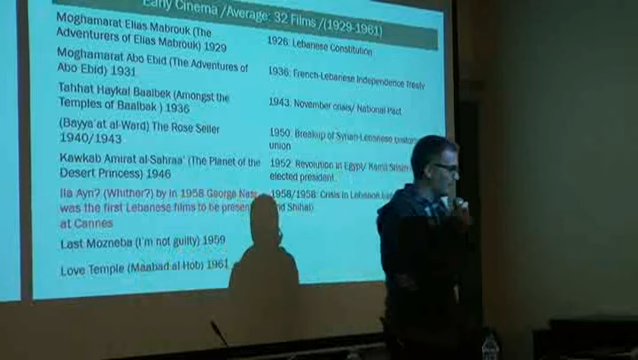 Early Cinema /Average: 32 Films /(1929-1961)
Moghamarat Elias Mabrouk (The
Adventurers of Elias Mabrouk) 1929
Moghamarat Abo Ebid (The Adventures of
Abo Ebid) 1931
Tahhat Haykal Baalbek (Amongst the
Temples of Baalbak ) 1936
(Bayya'at al-Ward) The Rose Seller
1940/1943
Kawkab Amirat al-Sahraa' (The Planet of the
Desert Princess) 1946
Ila Ayn? (Whither?) by in 1958 George Nasr
was the first Lebanese films to be
at Cannes
Last Mozneba (I'm not guilty) 1959
Love Temple (Maabad al Hob) 1961
1926: Lebanese Constitution
1936: French-Lebanese Independence Treaty
1943: November crises/ National Pact
1950: Breakup of Syrian-Lebanese
union
1952: Revolution in Egypt/
elected president
1958/1958: Crisis in Lebanon
Shihab